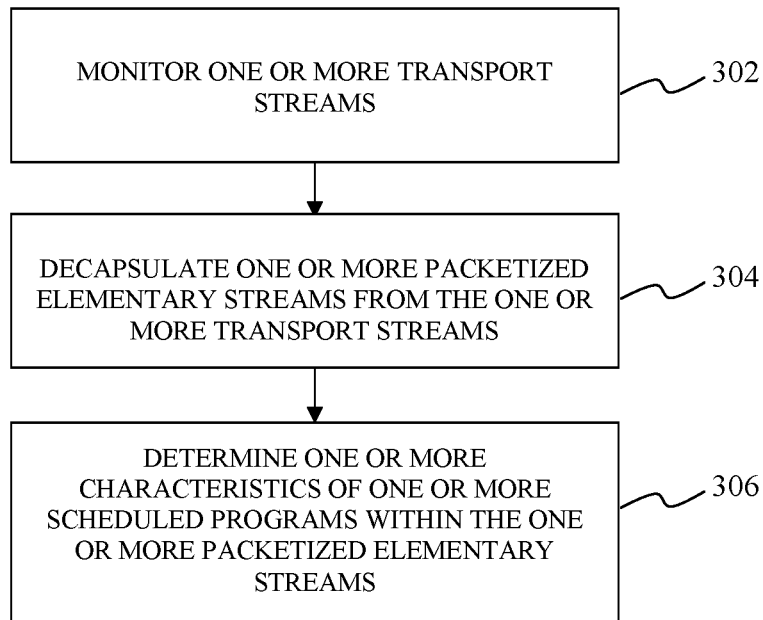 MONITOR ONE OR MORE TRANSPORT
STREAMS
302
DECAPSULATE ONE OR MORE PACKETIZED
ELEMENTARY STREAMS FROM THE ONE OR
MORE TRANSPORT STREAMS
304
DETERMINE ONE OR MORE
CHARACTERISTICS OF ONE OR MORE
SCHEDULED PROGRAMS WITHIN THE ONE
OR MORE PACKETIZED ELEMENTARY
STREAMS
306